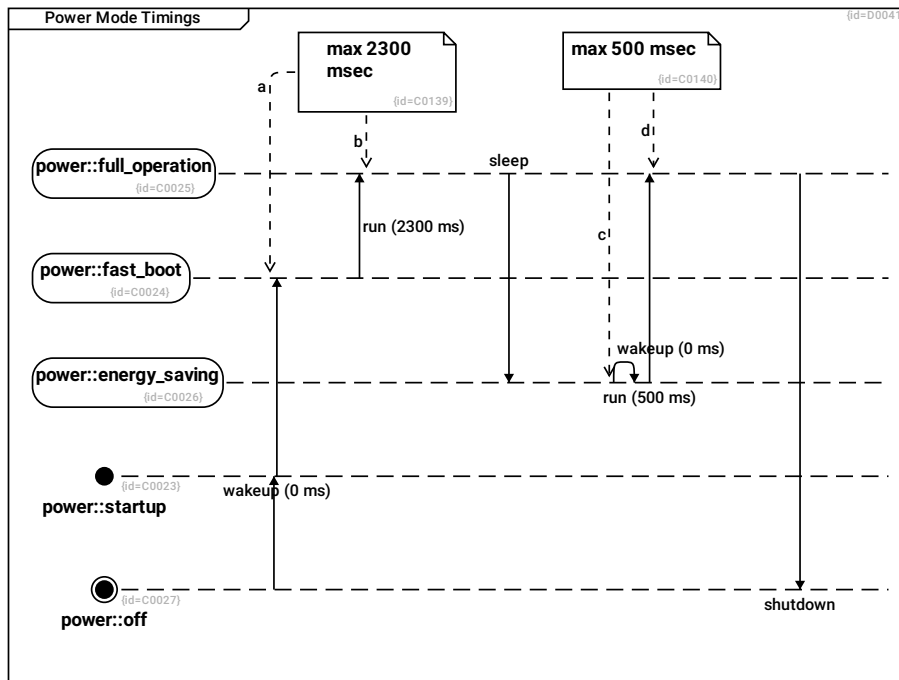 Power Mode Timings
{id=D0041
max 2300
msec
{id=C0139}
max 500 msec
{id=C0140}
a
b
d
power::full_operation
{id=C0025}
sleep
run (2300 ms)
c
power::fast_boot
{id=C0024}
wakeup (0 ms)
power::energy_saving
{id=C0026}
run (500 ms)
{id=C0023}
wakeup (0 ms)
power::startup
{id=C0027}
shutdown
power::off